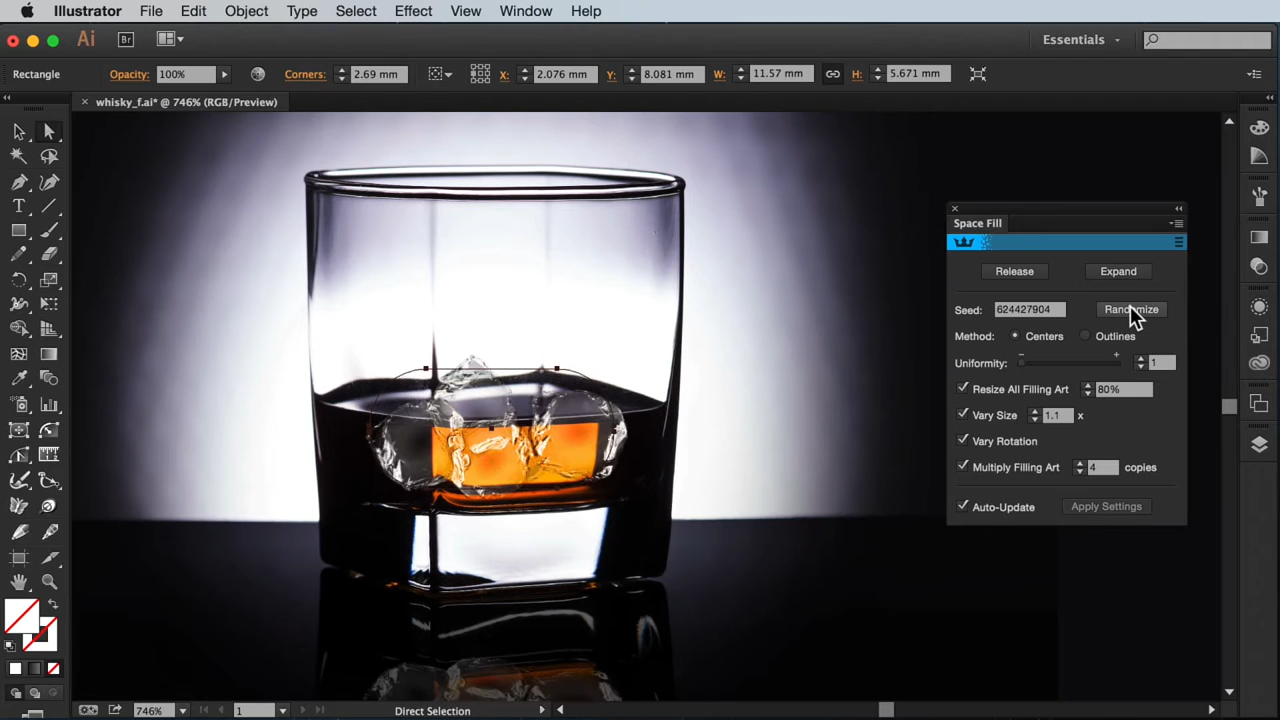 Illustrator File Edit Object Type Select Effect View Window Help
Ai Br Essentials
Rectangle Opacity: 100% Corners: 2.69 mm X: 2.076 mm Y: 8.081 mm W: 11.57 mm H: 5.671 mm
× whisky_f.ai* @ 746% (RGB/Preview)
Space Fill
Release Expand
Seed: 624427904 Randomize
Method: Centers Outlines
Uniformity: − + 1
Resize All Filling Art 80%
Vary Size 1.1 x
Vary Rotation
Multiply Filling Art 4 copies
Auto-Update Apply Settings
T
746% 1 Direct Selection